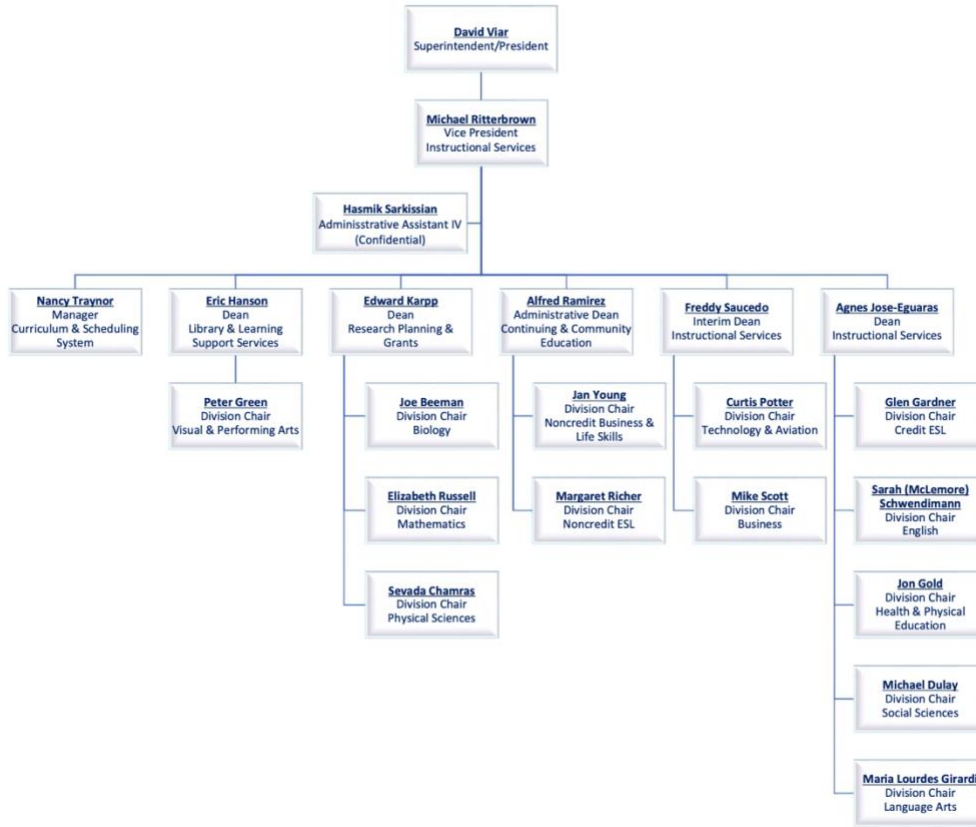 David Viar
Superintendent/President
Michael Ritterbrown
Vice President
Instructional Services
Hasmik Sarkissian
Adminisstrative Assistant IV
(Confidential)
Nancy Traynor
Manager
Curriculum & Scheduling
System
Eric Hanson
Dean
Library & Learning
Support Services
Edward Karpp
Dean
Research Planning &
Grants
Alfred Ramirez
Administrative Dean
Continuing & Community
Education
Freddy Saucedo
Interim Dean
Instructional Services
Agnes Jose-Eguaras
Dean
Instructional Services
Peter Green
Division Chair
Visual & Performing Arts
Joe Beeman
Division Chair
Biology
Jan Young
Division Chair
Noncredit Business &
Life Skills
Curtis Potter
Division Chair
Technology & Aviation
Glen Gardner
Division Chair
Credit ESL
Elizabeth Russell
Division Chair
Mathematics
Margaret Richer
Division Chair
Noncredit ESL
Mike Scott
Division Chair
Business
Sarah (McLemore)
Schwendimann
Division Chair
English
Sevada Chamras
Division Chair
Physical Sciences
Jon Gold
Division Chair
Health & Physical
Education
Michael Dulay
Division Chair
Social Sciences
Maria Lourdes Girardi
Division Chair
Language Arts